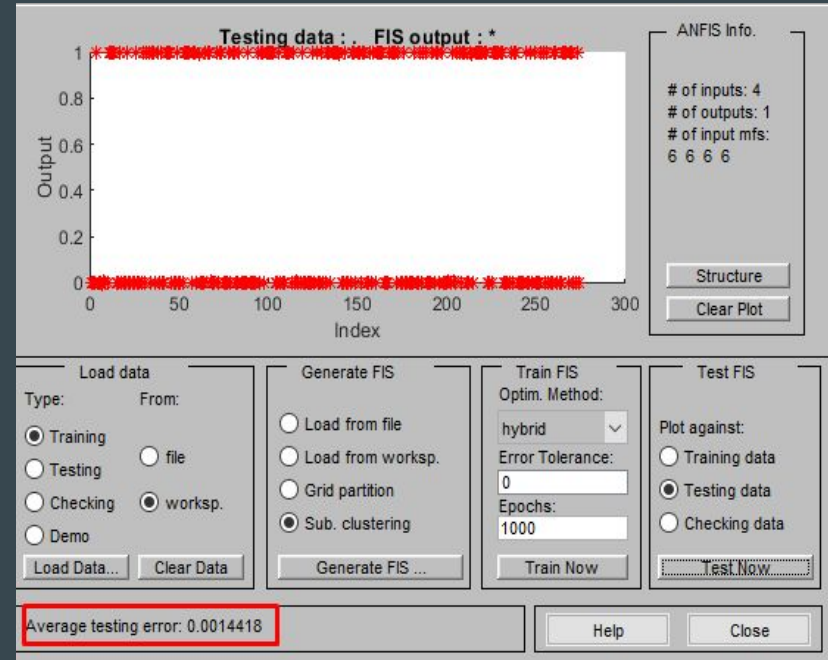 Testing data : .   FIS output : *
1
0.8
0.6
0.4
0.2
0
Output
0 50 100 150 200 250 300
Index
ANFIS Info.
# of inputs: 4
# of outputs: 1
# of input mfs:
6 6 6 6
Structure
Clear Plot
Load data
Type: From:
Training
Testing
Checking
Demo
file
worksp.
Load Data... Clear Data
Generate FIS
Load from file
Load from worksp.
Grid partition
Sub. clustering
Generate FIS ...
Train FIS
Optim. Method:
hybrid
Error Tolerance:
0
Epochs:
1000
Train Now
Test FIS
Plot against:
Training data
Testing data
Checking data
Test Now
Average testing error: 0.0014418
Help Close